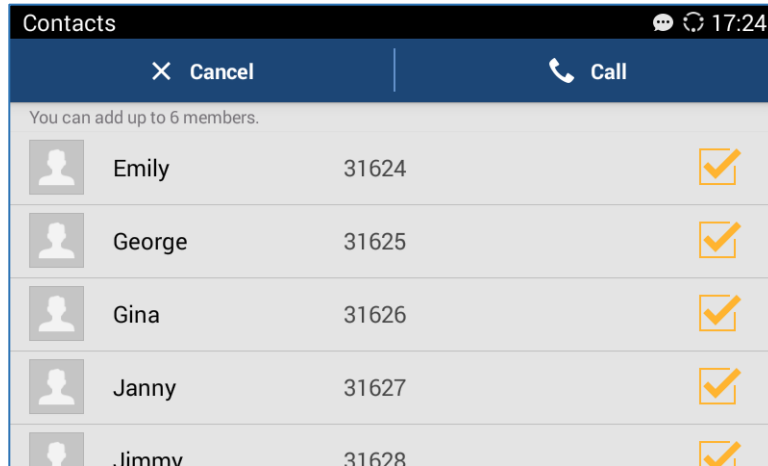 Contacts 17:24
Cancel Call
You can add up to 6 members.
Emily 31624
George 31625
Gina 31626
Janny 31627
Jimmy 31628